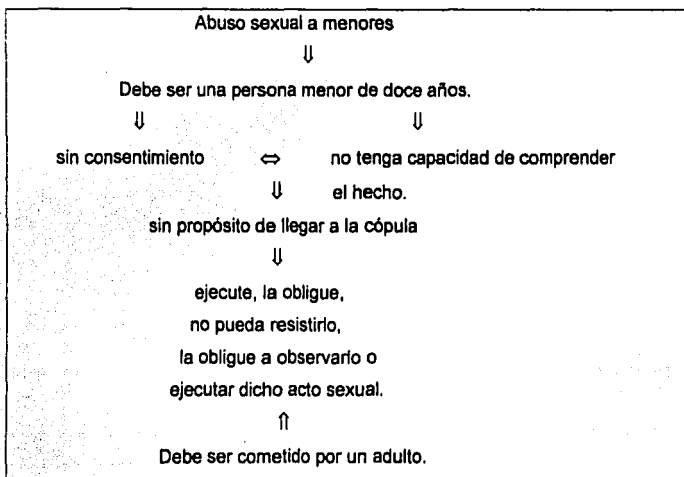 Abuso sexual a menores
⇓
Debe ser una persona menor de doce años.
⇓ ⇓
sin consentimiento ⇔ no tenga capacidad de comprender
⇓ el hecho.
sin propósito de llegar a la cópula
⇓
ejecute, la obligue,
no pueda resistirlo,
la obligue a observarlo o
ejecutar dicho acto sexual.
⇑
Debe ser cometido por un adulto.